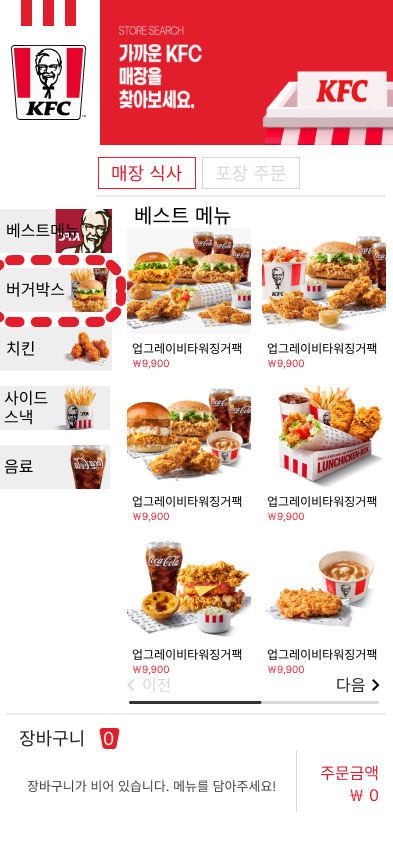 STORE SEARCH
가까운 KFC
매장을
찾아보세요.
KFC
KFC
매장 식사
포장 주문
베스트메뉴
버거박스
치킨
사이드
스낵
음료
베스트 메뉴
업그레이비타워징거팩
₩9,900
업그레이비타워징거팩
₩9,900
업그레이비타워징거팩
₩9,900
LUNCHICKEN-BOX
업그레이비타워징거팩
₩9,900
Coca-Cola
업그레이비타워징거팩
₩9,900
업그레이비타워징거팩
₩9,900
이전
다음
장바구니
0
장바구니가 비어 있습니다. 메뉴를 담아주세요!
주문금액
₩ 0